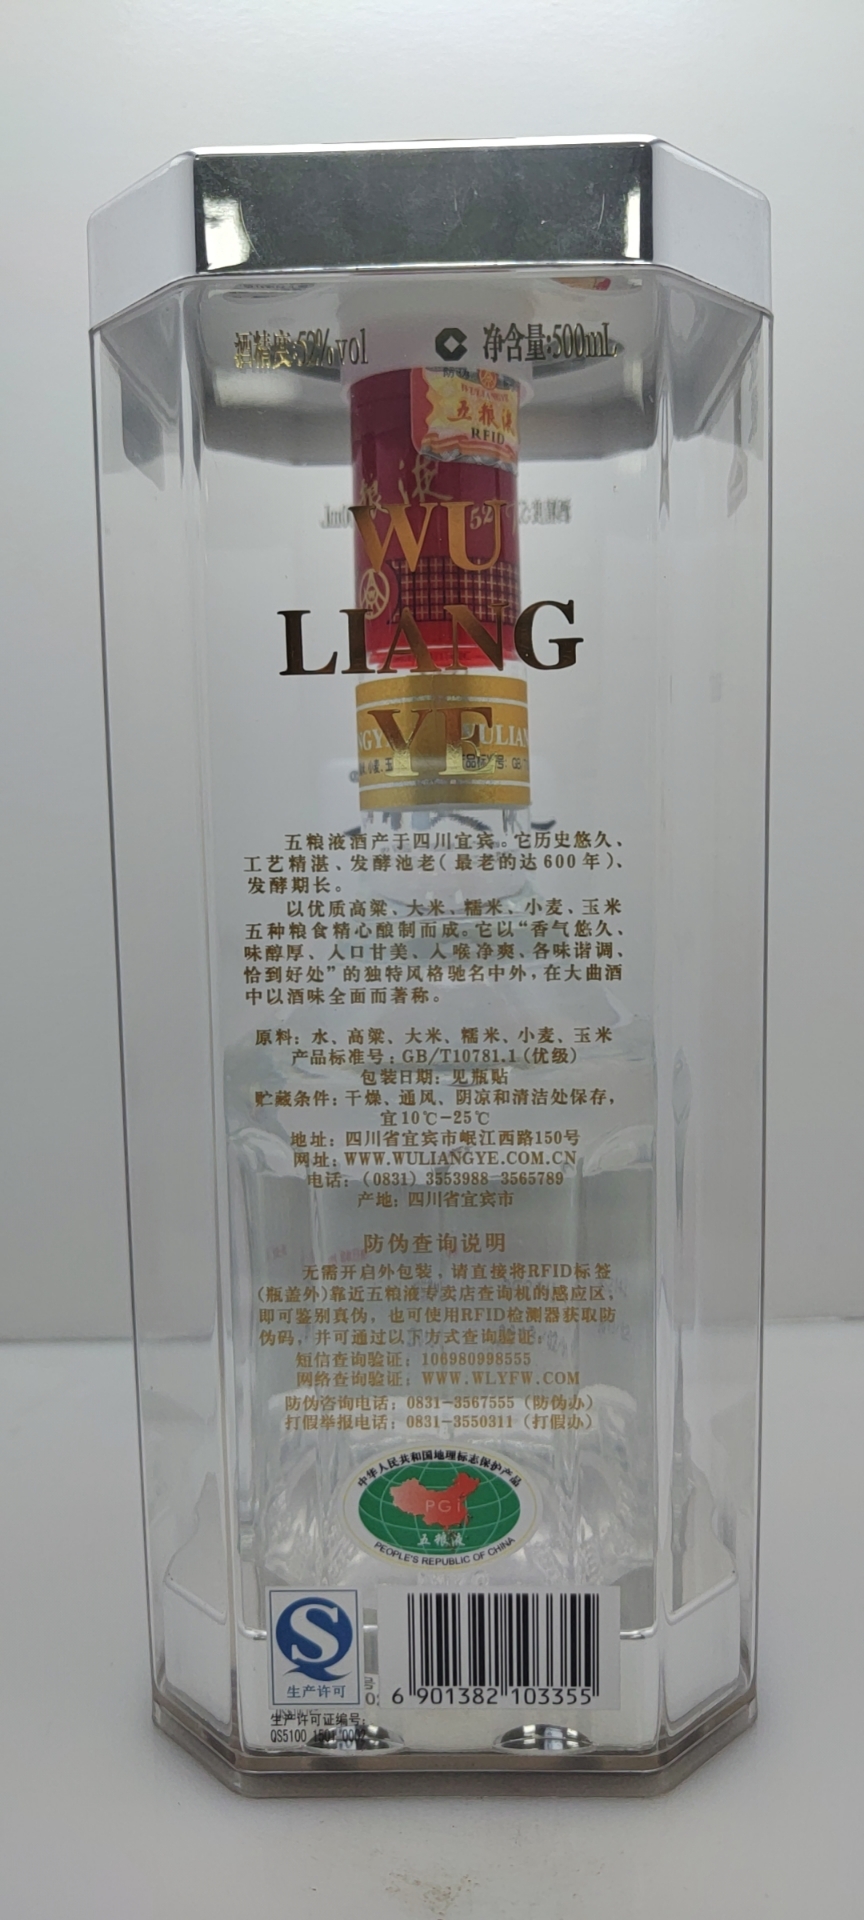 酒精度:52%vol 净含量:500mL
防伪
WULIANGYE
五粮液
RFID
粮液
52
WU
LIANG
YE
五粮液酒产于四川宜宾。它历史悠久、
工艺精湛、发酵池老(最老的达600年)、
发酵期长。
以优质高粱、大米、糯米、小麦、玉米
五种粮食精心酿制而成。它以“香气悠久、
味醇厚、入口甘美、入喉净爽、各味谐调、
恰到好处”的独特风格驰名中外,在大曲酒
中以酒味全面而著称。
原料:水、高粱、大米、糯米、小麦、玉米
产品标准号:GB/T10781.1(优级)
包装日期:见瓶贴
贮藏条件:干燥、通风、阴凉和清洁处保存,
宜10℃-25℃
地址:四川省宜宾市岷江西路150号
网址:WWW.WULIANGYE.COM.CN
电话:(0831)3553988 3565789
产地:四川省宜宾市
防伪查询说明
无需开启外包装,请直接将RFID标签
(瓶盖外)靠近五粮液专卖店查询机的感应区,
即可鉴别真伪,也可使用RFID检测器获取防
伪码,并可通过以下方式查询验证:
短信查询验证:106980998555
网络查询验证:WWW.WLYFW.COM
防伪咨询电话:0831-3567555(防伪办)
打假举报电话:0831-3550311(打假办)
中华人民共和国地理标志保护产品
PGI
五粮液
PEOPLE'S REPUBLIC OF CHINA
生产许可
6 901382 103355
生产许可证编号:
QS5100 1501 0002